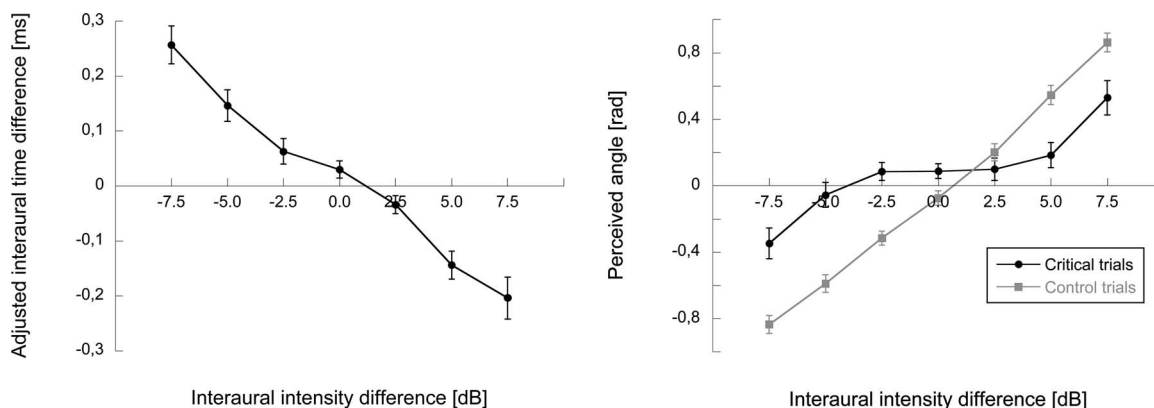 Adjusted interaural time difference [ms]
0,3
0,2
0,1
0
-0,1
-0,2
-0,3
-7.5 -5.0 -2.5 0.0 2.5 5.0 7.5
Interaural intensity difference [dB]
Perceived angle [rad]
0,8
0,4
0
-0,4
-0,8
-7.5 -5.0 -2.5 0.0 2.5 5.0 7.5
Critical trials
Control trials
Interaural intensity difference [dB]